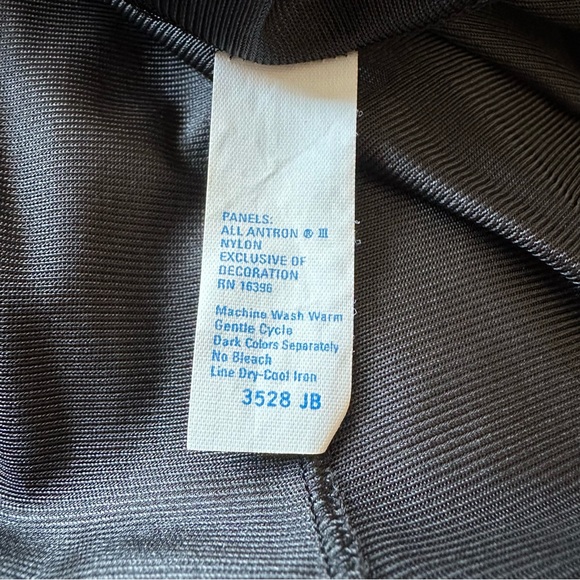 PANELS:
ALL ANTRON ® III
NYLON
EXCLUSIVE OF
DECORATION
RN 16396
Machine Wash Warm
Gentle Cycle
Dark Colors Separately
No Bleach
Line Dry-Cool Iron
3528 JB